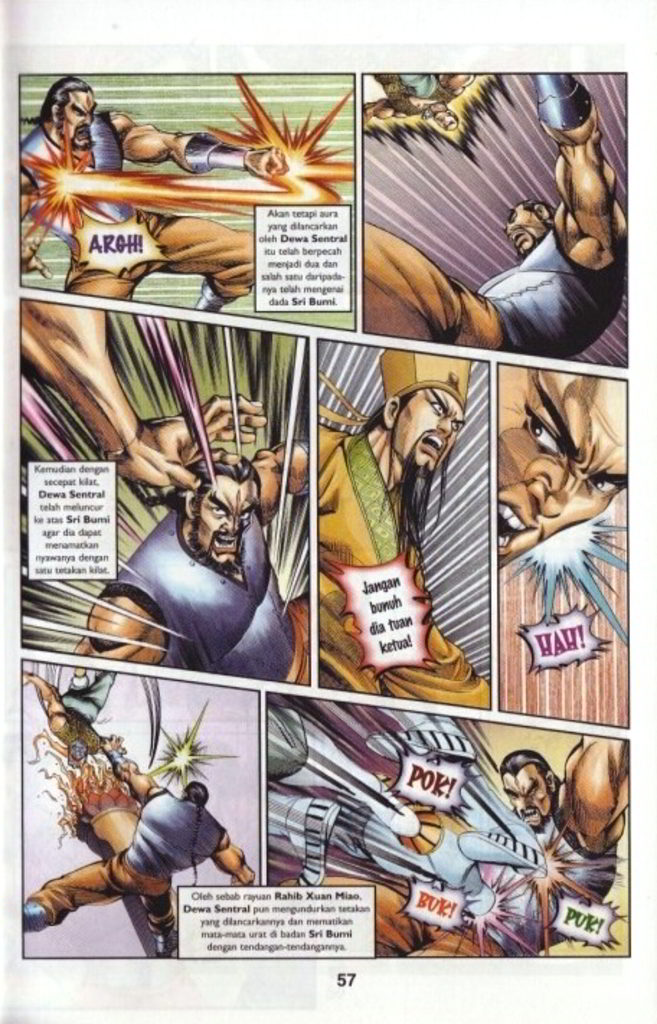 ARGH!
Akan tetapi aura
yang dilancarkan
oleh Dewa Sentral
itu telah berpecah
menjadi dua dan
salah satu daripada-
nya telah mengenai
dada Sri Bumi.
Kemudian dengan
secepat kilat,
Dewa Sentral
telah meluncur
ke atas Sri Bumi
agar dia dapat
menamatkan
nyawanya dengan
satu tetakan kilat.
Jangan
bunuh
dia tuan
ketua!
HAH!
Oleh sebab rayuan Rahib Xuan Miao,
Dewa Sentral pun mengundurkan tetakan
yang dilancarkannya dan mematikan
mata-mata urat di badan Sri Bumi
dengan tendangan-tendangannya.
POK!
BUK!
PUK!
57